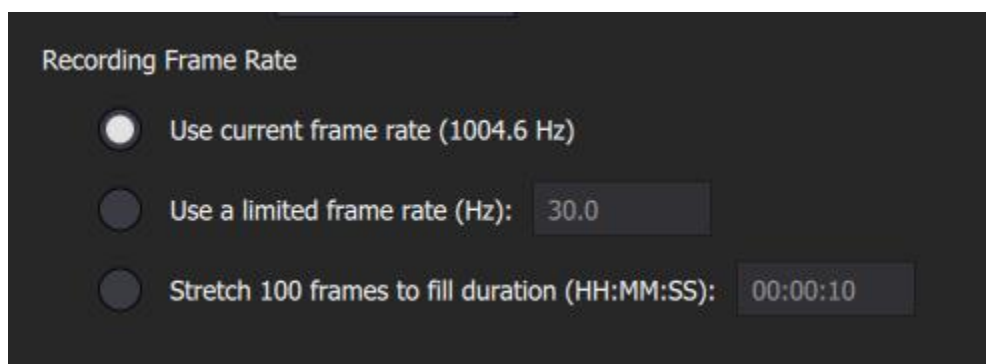 Recording Frame Rate
Use current frame rate (1004.6 Hz)
Use a limited frame rate (Hz): 30.0
Stretch 100 frames to fill duration (HH:MM:SS): 00:00:10